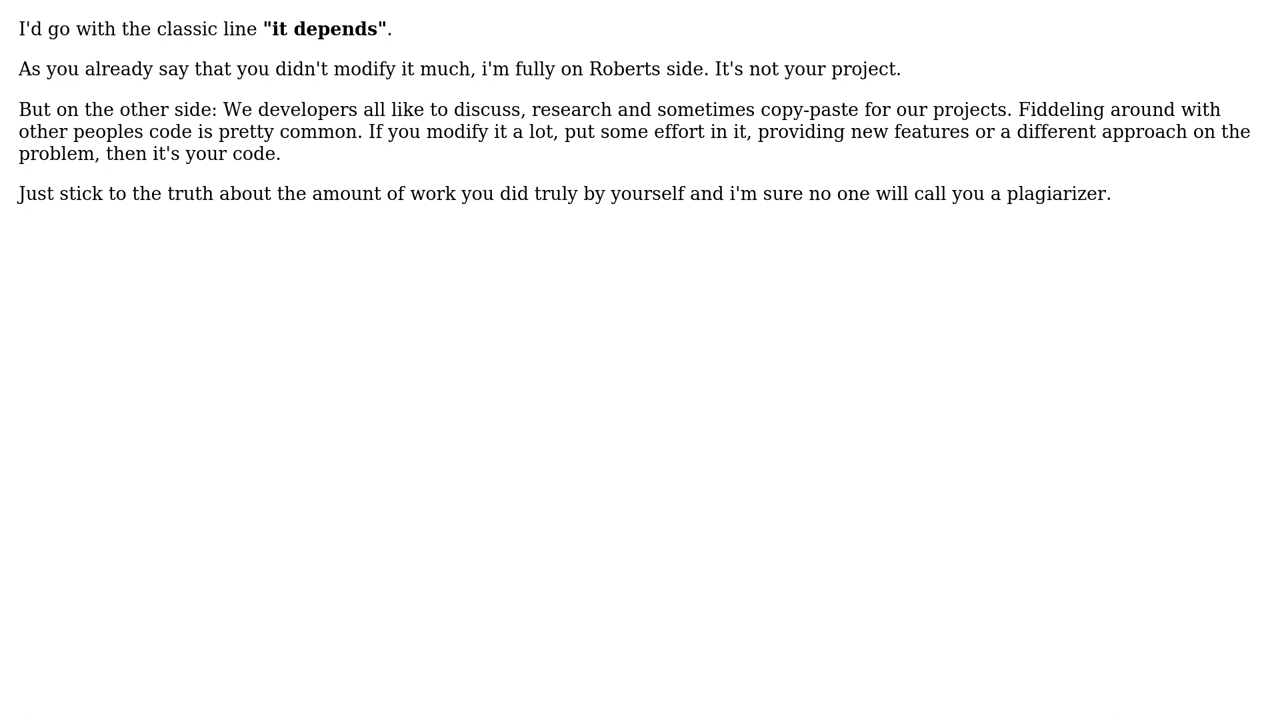 I'd go with the classic line "it depends".
As you already say that you didn't modify it much, i'm fully on Roberts side. It's not your project.
But on the other side: We developers all like to discuss, research and sometimes copy-paste for our projects. Fiddeling around with
other peoples code is pretty common. If you modify it a lot, put some effort in it, providing new features or a different approach on the
problem, then it's your code.
Just stick to the truth about the amount of work you did truly by yourself and i'm sure no one will call you a plagiarizer.